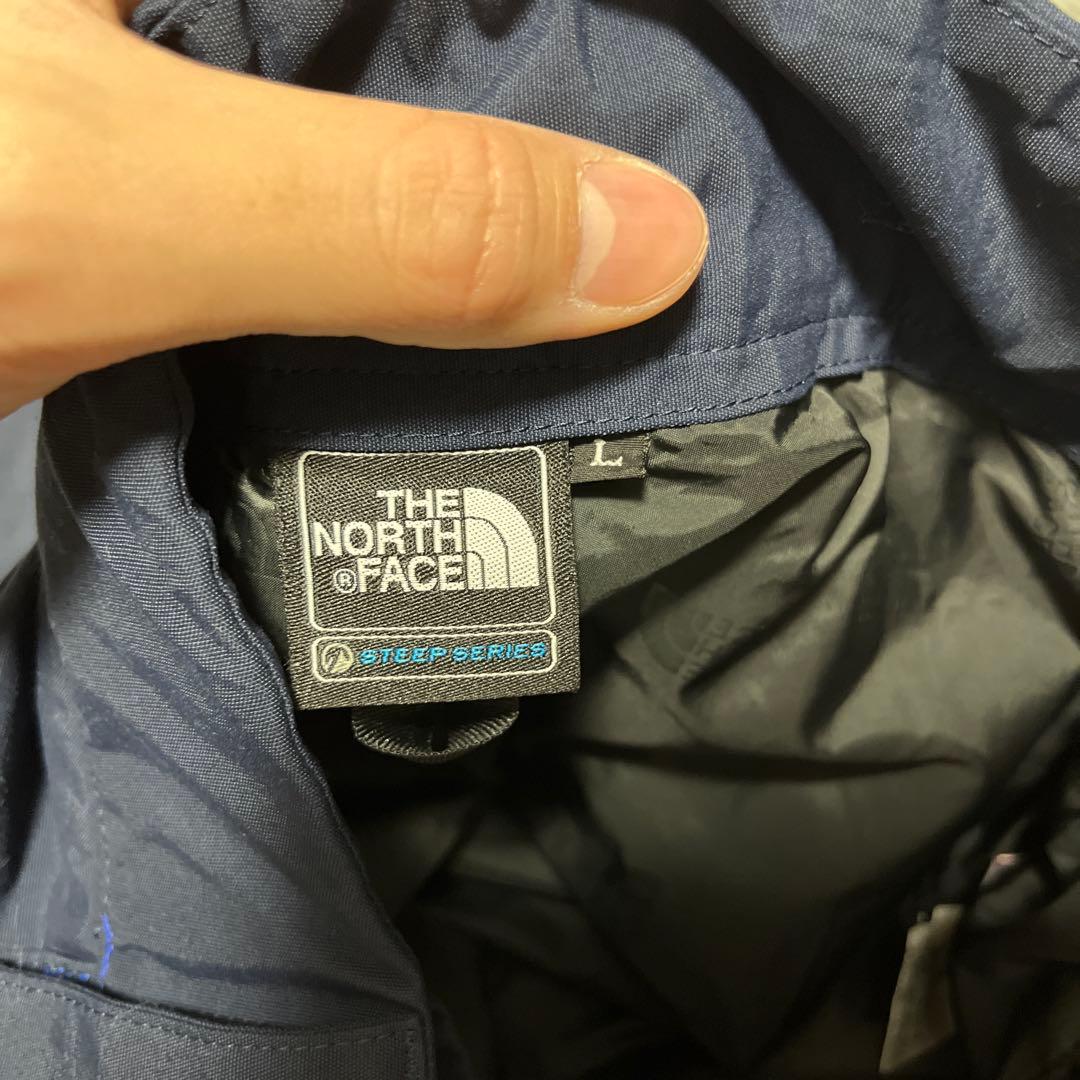 THE
NORTH
® FACE
L
STEEP SERIES